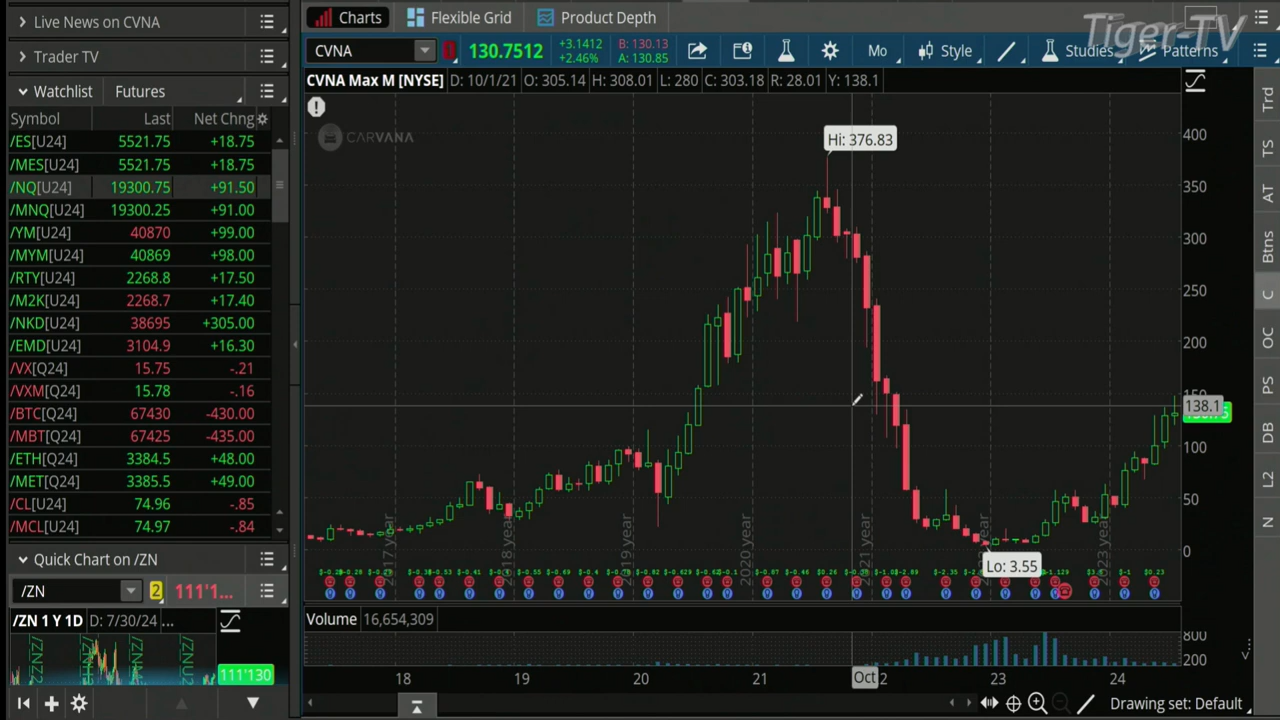 Live News on CVNA
Trader TV
Watchlist
Futures
Symbol Last Net Chng
/ES[U24] 5521.75 +18.75
/MES[U24] 5521.75 +18.75
/NQ[U24] 19300.75 +91.50
/MNQ[U24] 19300.25 +91.00
/YM[U24] 40870 +99.00
/MYM[U24] 40869 +98.00
/RTY[U24] 2268.8 +17.50
/M2K[U24] 2268.7 +17.40
/NKD[U24] 38695 +305.00
/EMD[U24] 3104.9 +16.30
/VX[Q24] 15.75 -.21
/VXM[Q24] 15.78 -.16
/BTC[Q24] 67430 -430.00
/MBT[Q24] 67425 -435.00
/ETH[Q24] 3384.5 +48.00
/MET[Q24] 3385.5 +49.00
/CL[U24] 74.96 -.85
/MCL[U24] 74.97 -.84
Quick Chart on /ZN
/ZN 2 111'1...
/ZN 1 Y 1D D: 7/30/24 ...
111'130
Charts Flexible Grid Product Depth
Tiger-TV
CVNA 130.7512 +3.1412 +2.46% B: 130.13 A: 130.85 Mo Style Studies Patterns
CVNA Max M [NYSE] D: 10/1/21 O: 305.14 H: 308.01 L: 280 C: 303.18 R: 28.01 Y: 138.1
CARVANA
Hi: 376.83
Lo: 3.55
400
350
300
250
200
138.1
100
50
0
2017 year
2018 year
2019 year
2020 year
2021 year
2023 year
Volume 16,654,309
800
200
18 19 20 21 Oct 2 23 24
Drawing set: Default
Trd
TS
AT
Btns
C
OC
PS
DB
L2
N